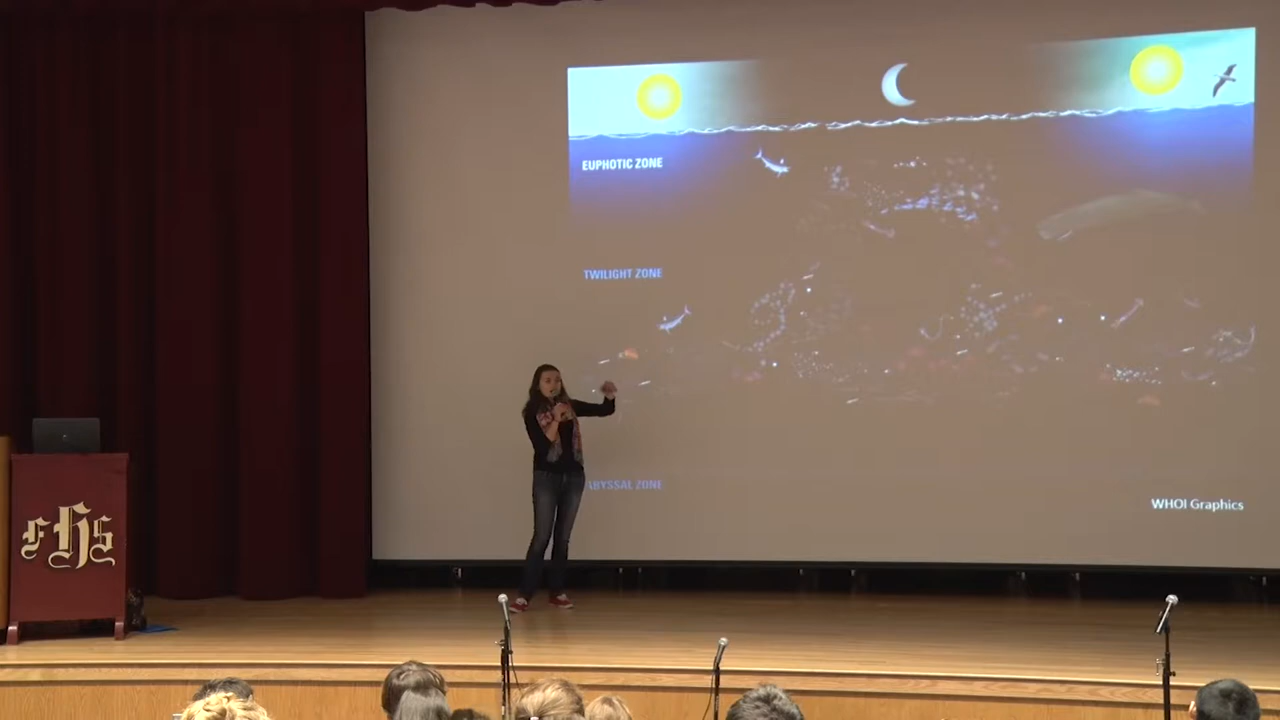 EUPHOTIC ZONE
TWILIGHT ZONE
ABYSSAL ZONE
WHOI Graphics
FHS